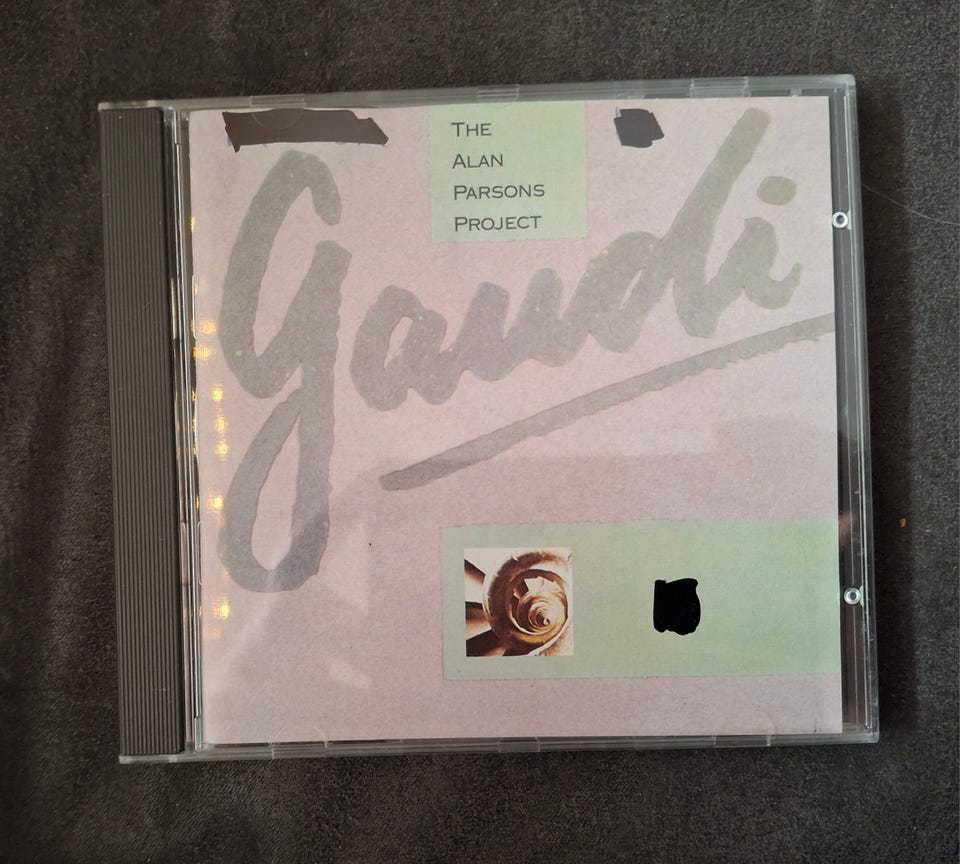 THE
ALAN
PARSONS
PROJECT
gaudi